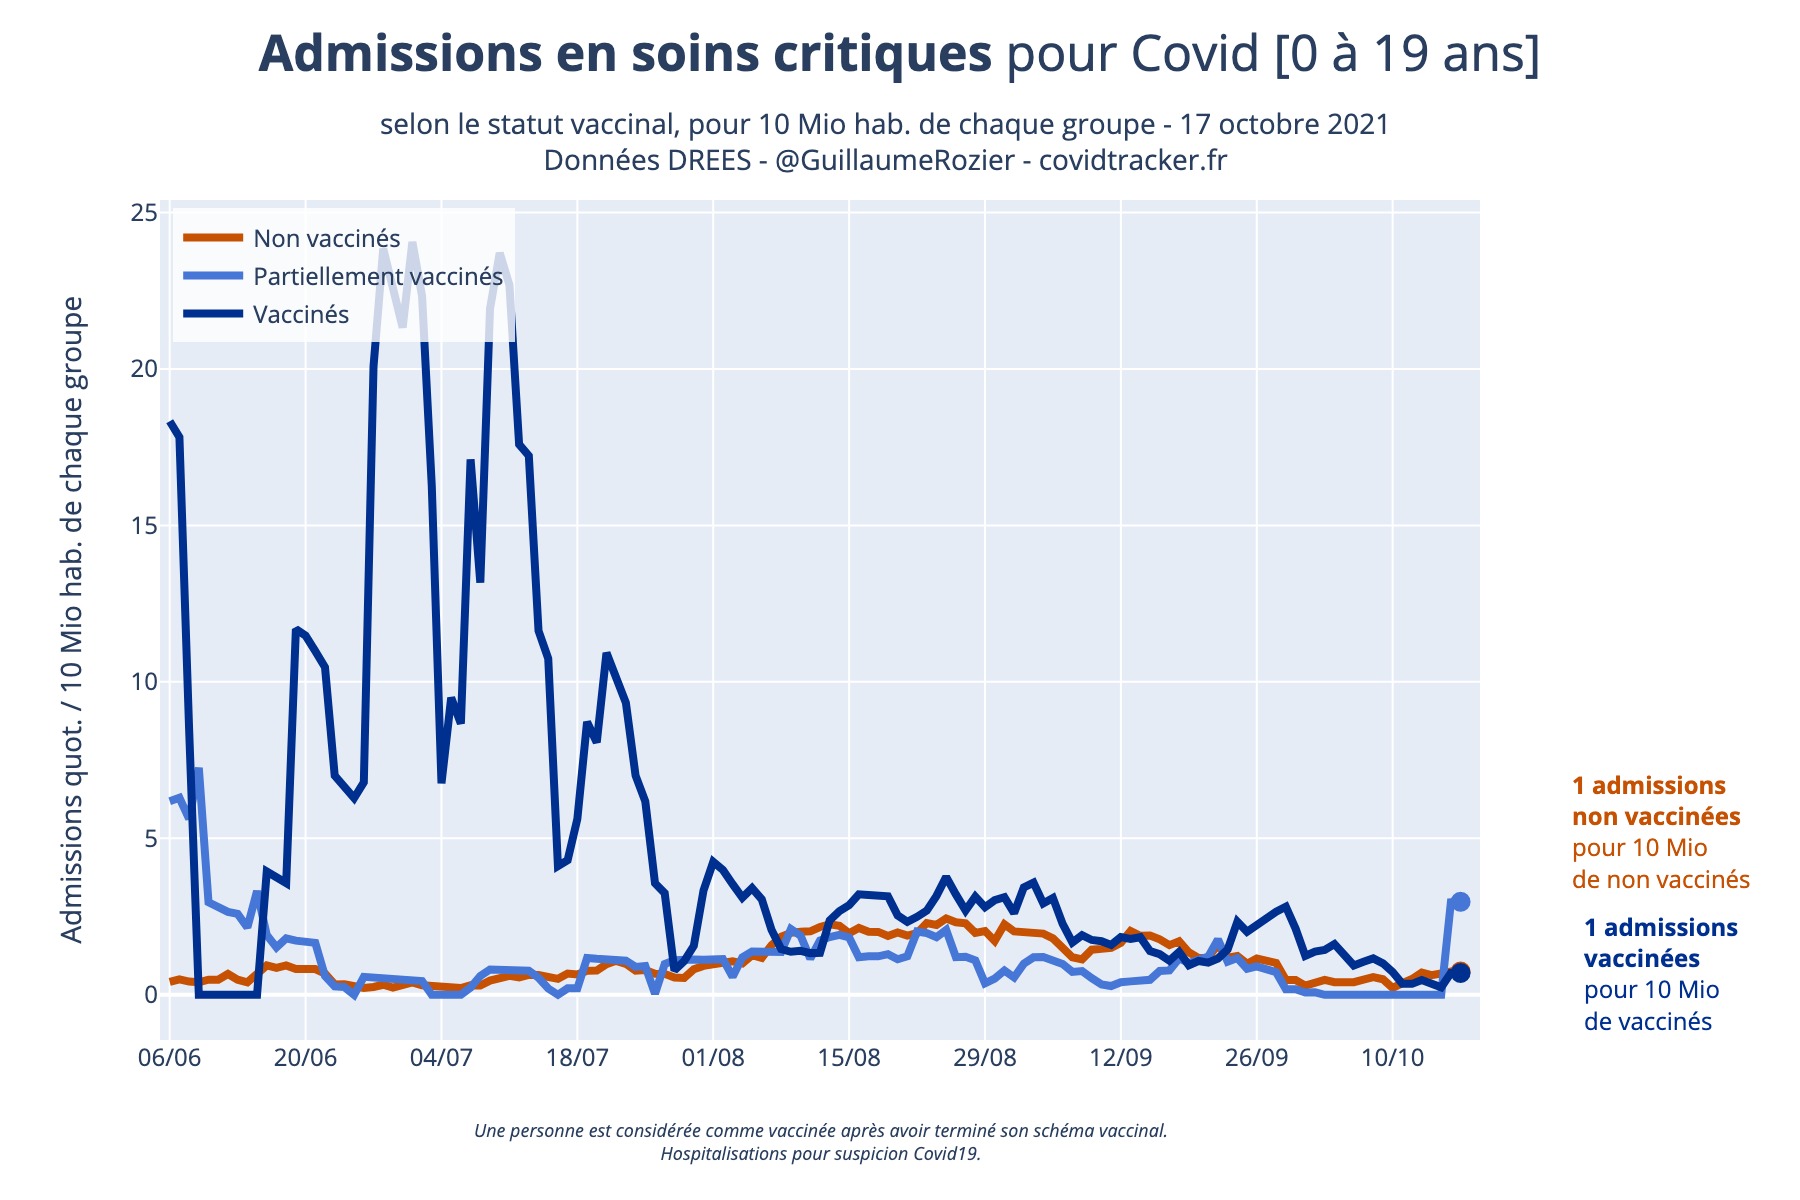 Admissions en soins critiques pour Covid [0 à 19 ans]
selon le statut vaccinal, pour 10 Mio hab. de chaque groupe - 17 octobre 2021
Données DREES - @GuillaumeRozier - covidtracker.fr
Admissions quot. / 10 Mio hab. de chaque groupe
25
20
15
10
5
0
Non vaccinés
Partiellement vaccinés
Vaccinés
06/06
20/06
04/07
18/07
01/08
15/08
29/08
12/09
26/09
10/10
1 admissions
non vaccinées
pour 10 Mio
de non vaccinés
1 admissions
vaccinées
pour 10 Mio
de vaccinés
Une personne est considérée comme vaccinée après avoir terminé son schéma vaccinal.
Hospitalisations pour suspicion Covid19.